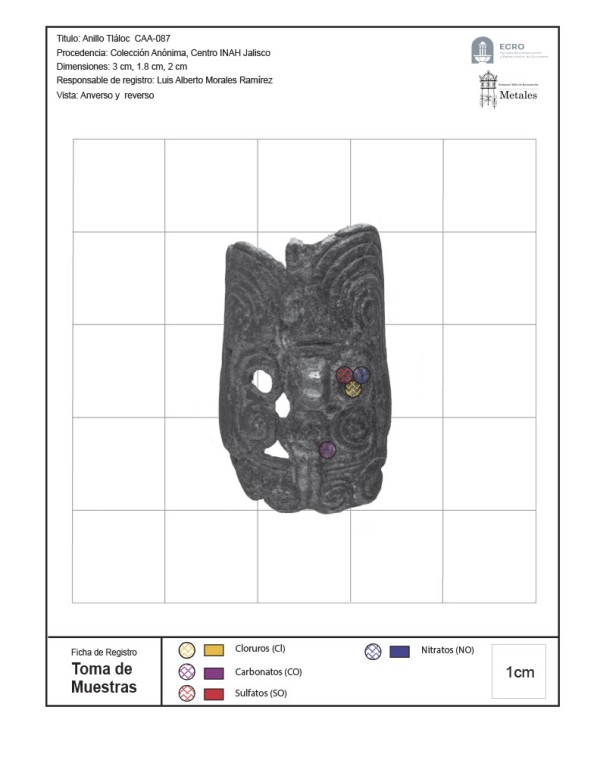 Titulo: Anillo Tláloc  CAA-087
Procedencia: Colección Anónima, Centro INAH Jalisco
Dimensiones: 3 cm, 1.8 cm, 2 cm
Responsable de registro: Luis Alberto Morales Ramírez
Vista: Anverso y  reverso
ECRO
Metales
Ficha de Registro
Toma de
Muestras
Cloruros (Cl)
Carbonatos (CO)
Sulfatos (SO)
Nitratos (NO)
1cm